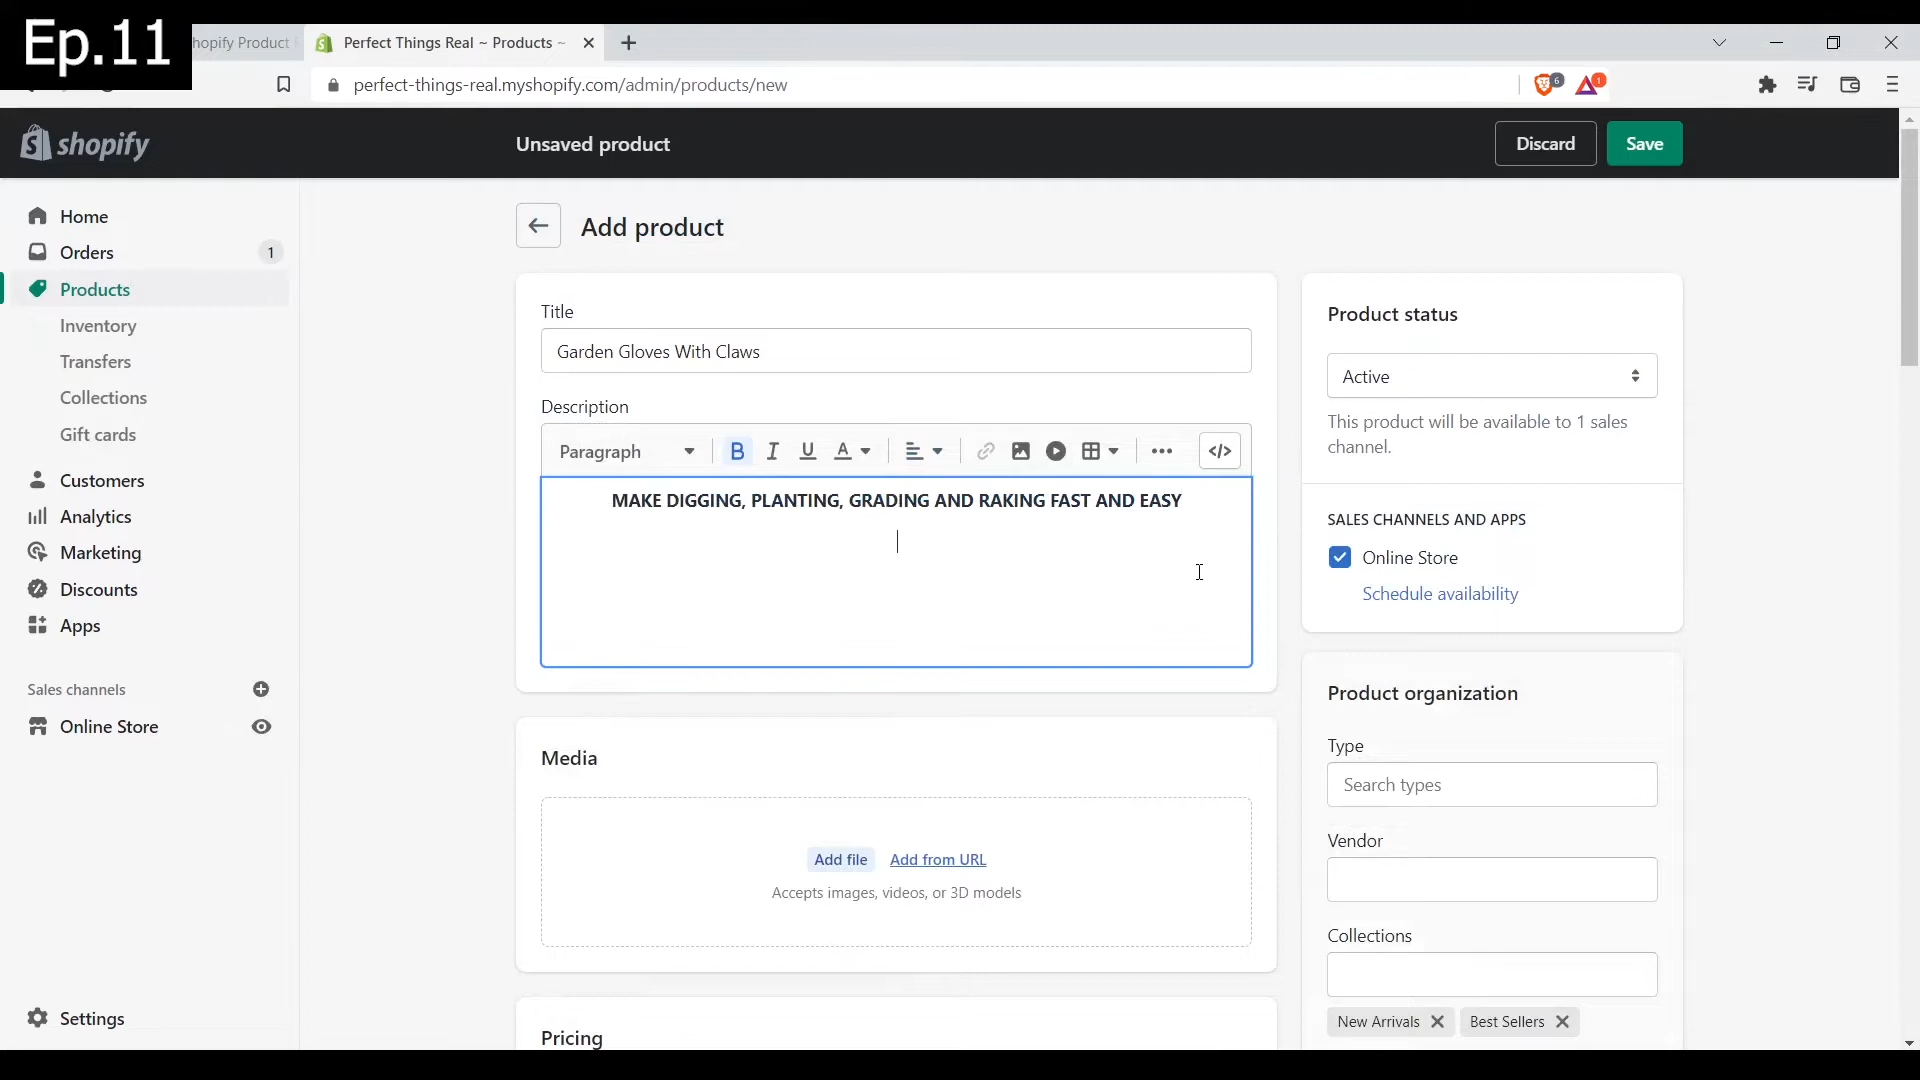 Ep.11
hopify Product
Perfect Things Real ~ Products ~
perfect-things-real.myshopify.com/admin/products/new
6
1
shopify
Unsaved product
Discard
Save
Home
Orders
1
Products
Inventory
Transfers
Collections
Gift cards
Customers
Analytics
Marketing
Discounts
Apps
Sales channels
Online Store
Settings
Add product
Title
Garden Gloves With Claws
Description
Paragraph
B
I
U
A
MAKE DIGGING, PLANTING, GRADING AND RAKING FAST AND EASY
Media
Add file
Add from URL
Accepts images, videos, or 3D models
Pricing
Product status
Active
This product will be available to 1 sales
channel.
SALES CHANNELS AND APPS
Online Store
Schedule availability
Product organization
Type
Search types
Vendor
Collections
New Arrivals
Best Sellers